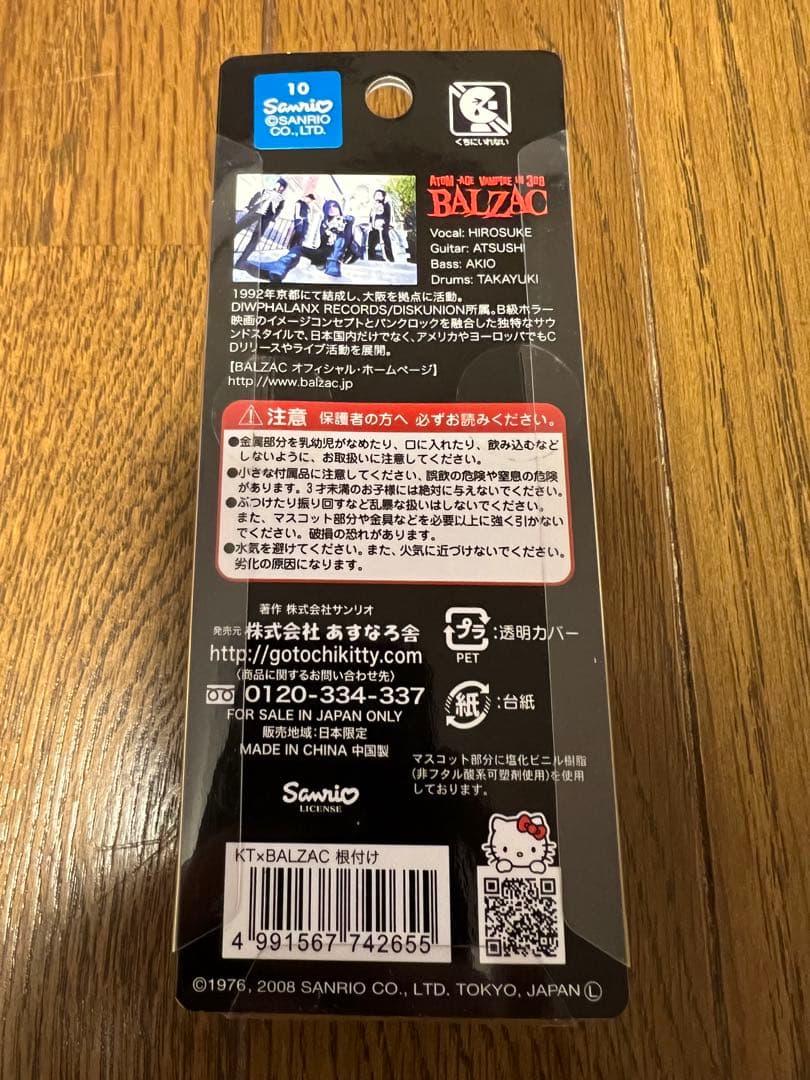 10
Sanrio
©SANRIO
CO., LTD.
くちにいれない
ATOM-AGE VAMPIRE IN 308
BALZAC
Vocal: HIROSUKE
Guitar: ATSUSHI
Bass: AKIO
Drums: TAKAYUKI
1992年京都にて結成し、大阪を拠点に活動。
DIWPHALANX RECORDS/DISKUNION所属。B級ホラー
映画のイメージコンセプトとパンクロックを融合した独特なサウ
ンドスタイルで、日本国内だけでなく、アメリカやヨーロッパでもC
Dリリースやライブ活動を展開。
【BALZAC オフィシャル・ホームページ】
http://www.balzac.jp
注意 保護者の方へ 必ずお読みください。
●金属部分を乳幼児がなめたり、口に入れたり、飲み込むなど
しないように、お取扱いに注意してください。
●小さな付属品に注意してください、誤飲の危険や窒息の危険
があります。3才未満のお子様には絶対に与えないでください。
●ぶつけたり振り回すなど乱暴な扱いはしないでください。
また、マスコット部分や金具などを必要以上に強く引かない
でください。破損の恐れがあります。
●水気を避けてください。また、火気に近づけないでください。
劣化の原因になります。
著作 株式会社サンリオ
発売元 株式会社 あすなろ舎
http://gotochikitty.com
〈商品に関するお問い合わせ先〉
0120-334-337
FOR SALE IN JAPAN ONLY
販売地域:日本限定
MADE IN CHINA 中国製
Sanrio
LICENSE
プラ :透明カバー
PET
紙 :台紙
マスコット部分に塩化ビニル樹脂
(非フタル酸系可塑剤使用)を使用
しております。
KT×BALZAC 根付け
4 991567 742655
©1976, 2008 SANRIO CO., LTD. TOKYO, JAPAN Ⓛ